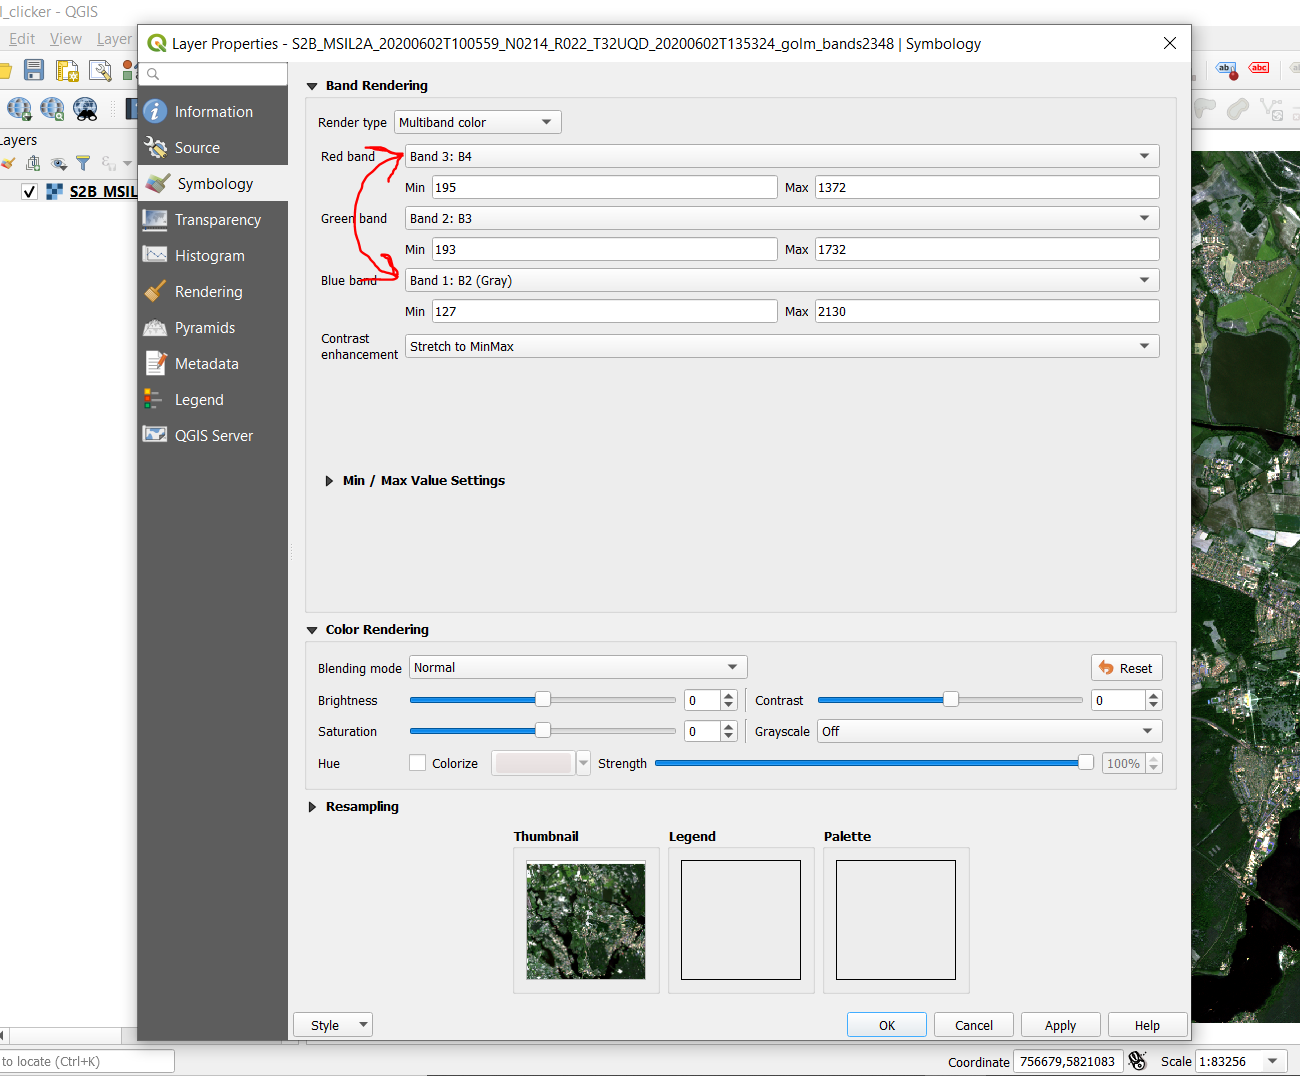 l_clicker - QGIS
Edit View Layer
Layer Properties - S2B_MSIL2A_20200602T100559_N0214_R022_T32UQD_20200602T135324_golm_bands2348 | Symbology
ab
abc
Layers
S2B_MSIL
Information
Source
Symbology
Transparency
Histogram
Rendering
Pyramids
Metadata
Legend
QGIS Server
Band Rendering
Render type Multiband color
Red band Band 3: B4
Min 195 Max 1372
Green band Band 2: B3
Min 193 Max 1732
Blue band Band 1: B2 (Gray)
Min 127 Max 2130
Contrast enhancement Stretch to MinMax
Min / Max Value Settings
Color Rendering
Blending mode Normal Reset
Brightness 0 Contrast 0
Saturation 0 Grayscale Off
Hue Colorize Strength 100%
Resampling
Thumbnail Legend Palette
Style OK Cancel Apply Help
to locate (Ctrl+K) Coordinate 756679,5821083 Scale 1:83256